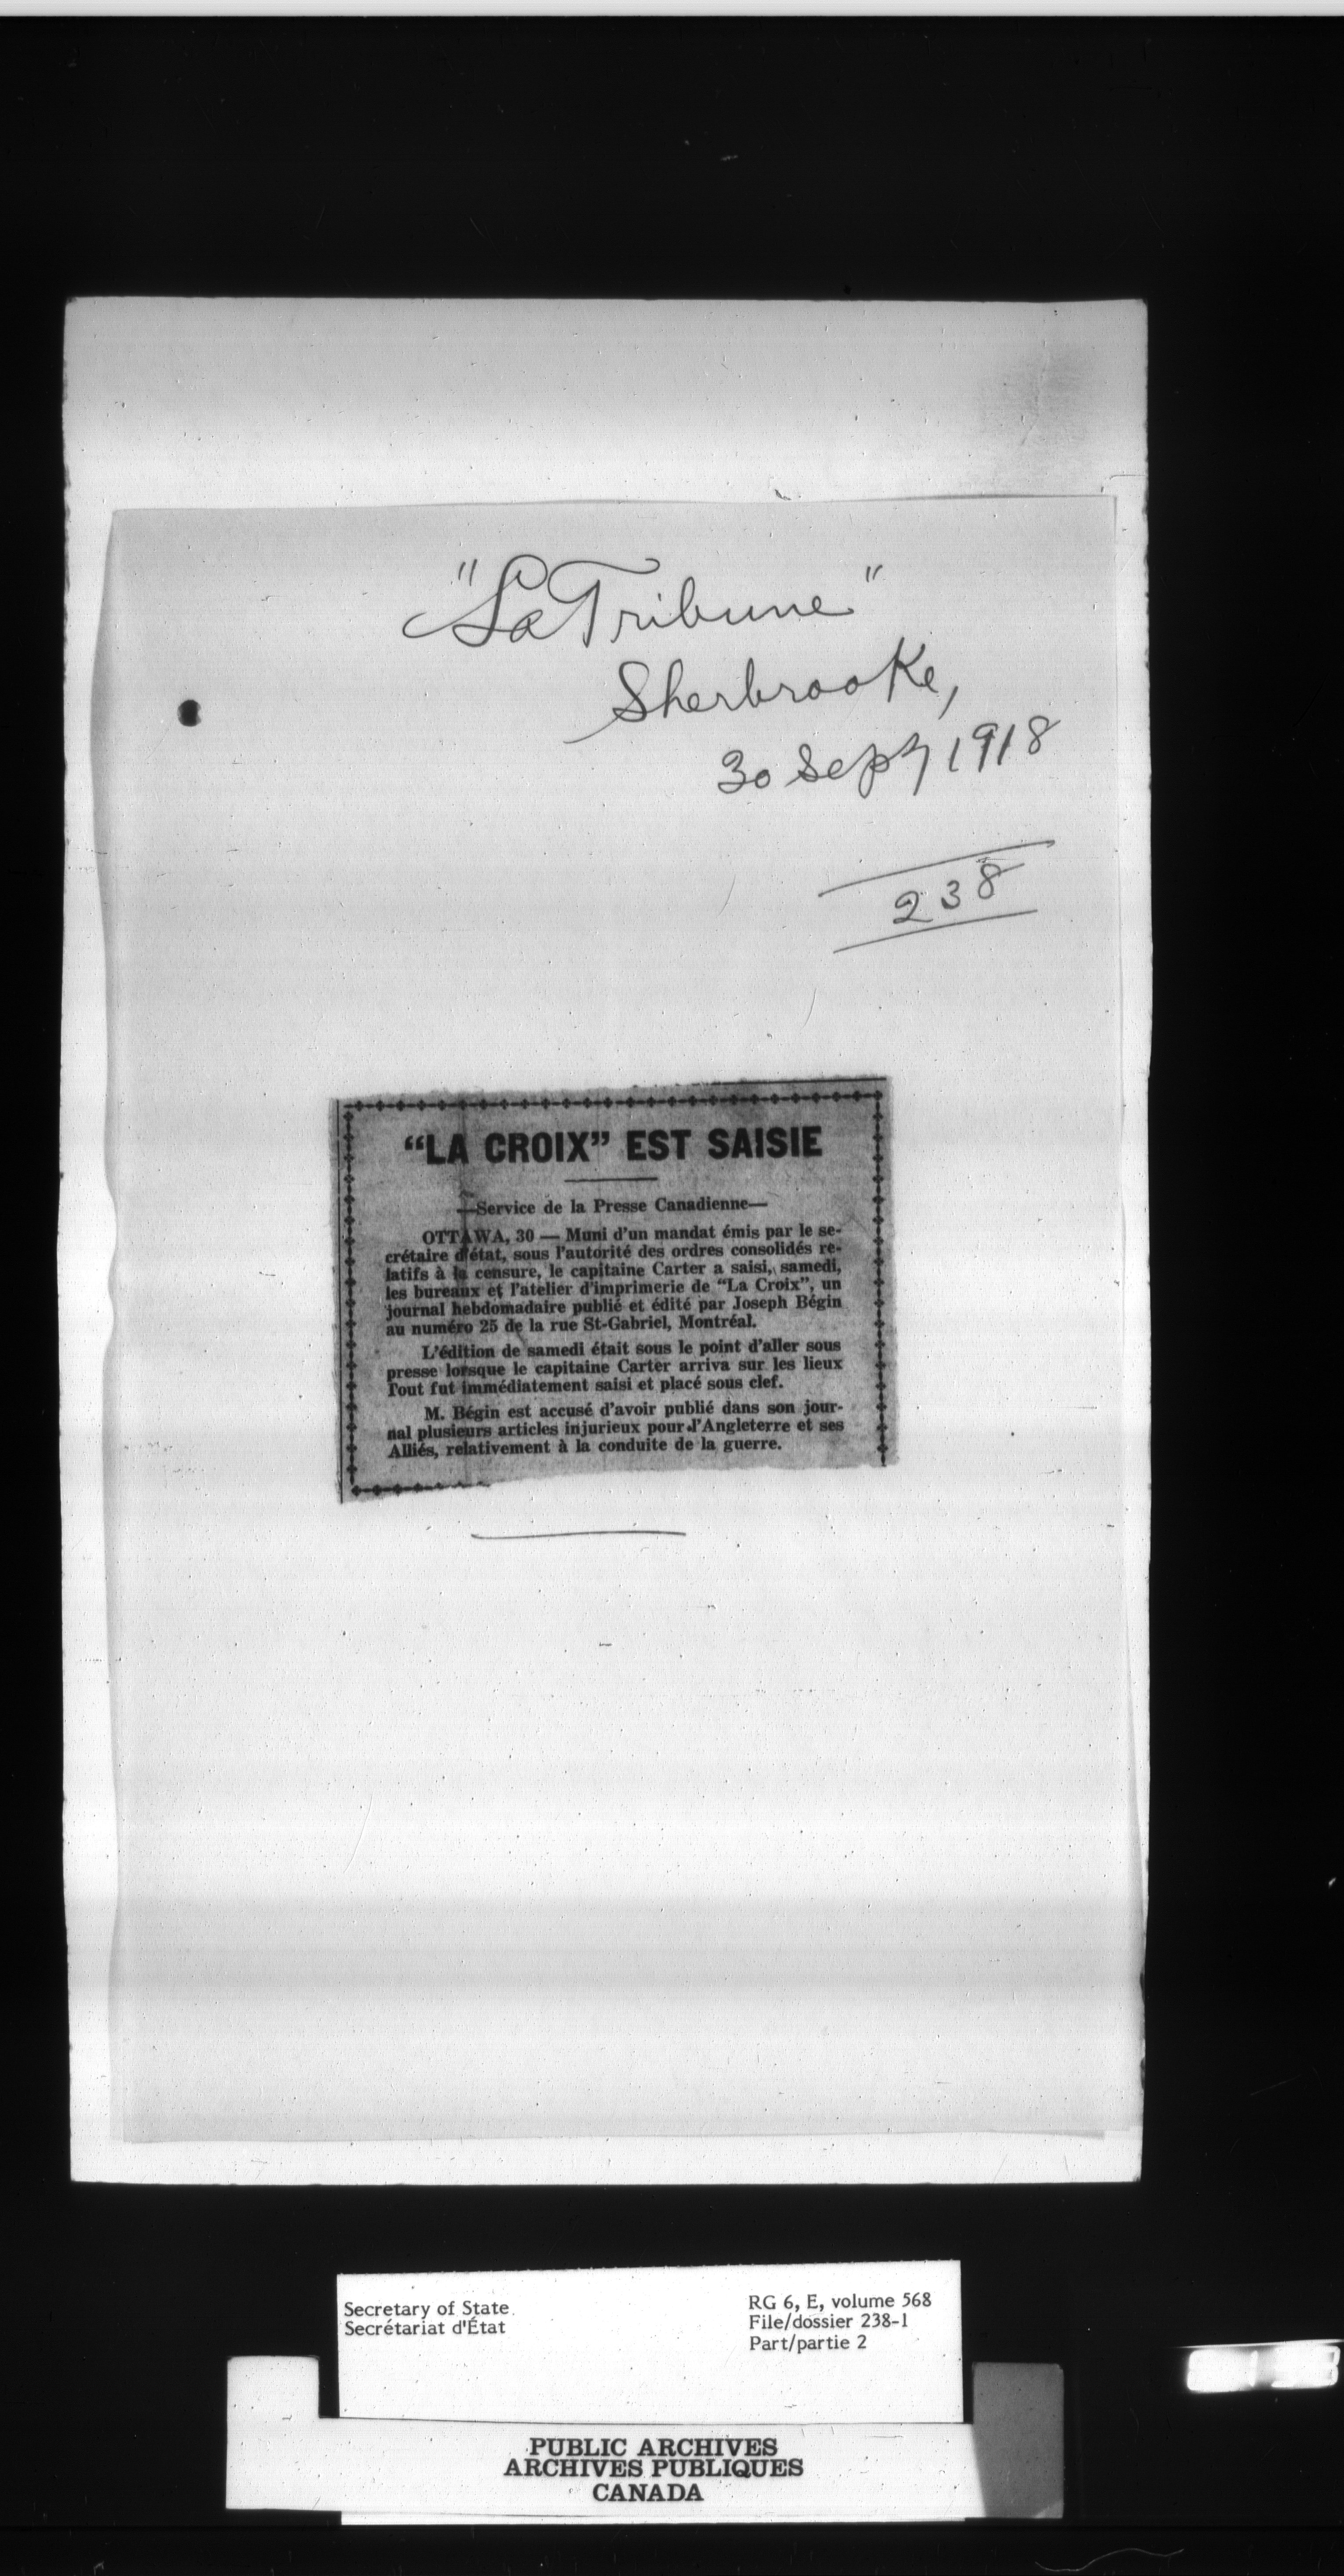 "La Tribune"
Sherbrooke,
30 Sept 1918
238
“LA CROIX” EST SAISIE
—Service de la Presse Canadienne—
OTTAWA, 30 — Muni d'un mandat émis par le se-
crétaire d'état, sous l'autorité des ordres consolidés re-
latifs à la censure, le capitaine Carter a saisi, samedi,
les bureaux et l'atelier d'imprimerie de “La Croix”, un
journal hebdomadaire publié et édité par Joseph Bégin
au numéro 25 de la rue St-Gabriel, Montréal.
L'édition de samedi était sous le point d'aller sous
presse lorsque le capitaine Carter arriva sur les lieux
Tout fut immédiatement saisi et placé sous clef.
M. Bégin est accusé d'avoir publié dans son jour-
nal plusieurs articles injurieux pour l'Angleterre et ses
Alliés, relativement à la conduite de la guerre.
Secretary of State
Secrétariat d'État
RG 6, E, volume 568
File/dossier 238-1
Part/partie 2
PUBLIC ARCHIVES
ARCHIVES PUBLIQUES
CANADA